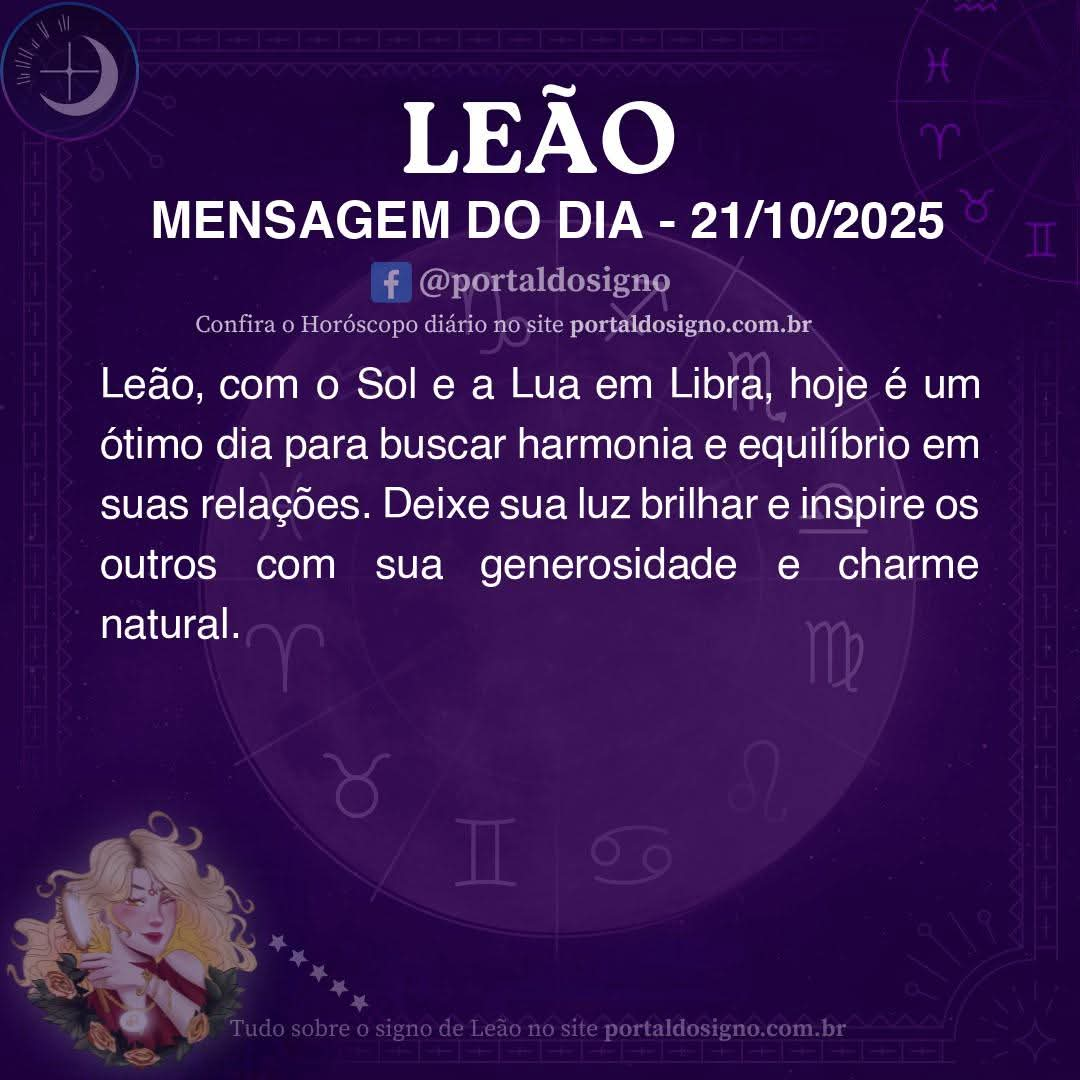 LEÃO
MENSAGEM DO DIA - 21/10/2025
@portaldosigno
Confira o Horóscopo diário no site portaldosigno.com.br
Leão, com o Sol e a Lua em Libra, hoje é um
ótimo dia para buscar harmonia e equilíbrio em
suas relações. Deixe sua luz brilhar e inspire os
outros com sua generosidade e charme
natural.
Tudo sobre o signo de Leão no site portaldosigno.com.br